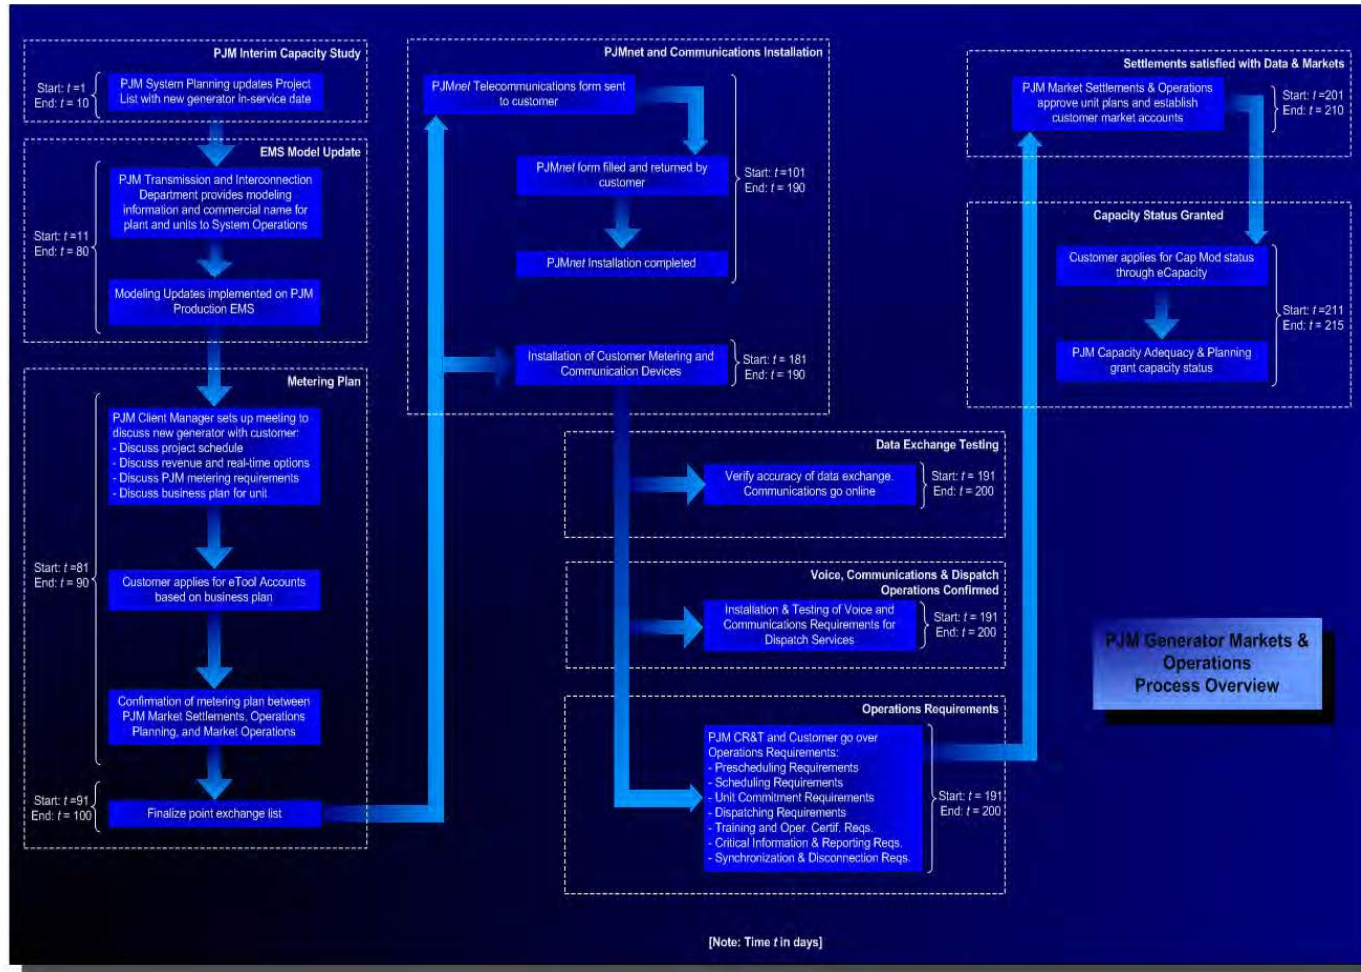 PJM Interim Capacity Study
Start: t =1
End: t = 10
PJM System Planning updates Project
List with new generator in-service date
EMS Model Update
PJM Transmission and Interconnection
Department provides modeling
information and commercial name for
plant and units to System Operations
Start: t =11
End: t = 80
Modeling Updates implemented on PJM
Production EMS
Metering Plan
PJM Client Manager sets up meeting to
discuss new generator with customer:
- Discuss project schedule
- Discuss revenue and real-time options
- Discuss PJM metering requirements
- Discuss business plan for unit
Start: t =81
End: t = 90
Customer applies for eTool Accounts
based on business plan
Confirmation of metering plan between
PJM Market Settlements, Operations
Planning, and Market Operations
Start: t =91
End: t = 100
Finalize point exchange list
PJMnet and Communications Installation
PJMnet Telecommunications form sent
to customer
PJMnet form filled and returned by
customer
Start: t =101
End: t = 190
PJMnet Installation completed
Installation of Customer Metering and
Communication Devices
Start: t = 181
End: t = 190
Data Exchange Testing
Verify accuracy of data exchange.
Communications go online
Start: t = 191
End: t = 200
Voice, Communications & Dispatch
Operations Confirmed
Installation & Testing of Voice and
Communications Requirements for
Dispatch Services
Start: t = 191
End: t = 200
Operations Requirements
PJM CR&T and Customer go over
Operations Requirements:
- Prescheduling Requirements
- Scheduling Requirements
- Unit Commitment Requirements
- Dispatching Requirements
- Training and Oper. Certif. Reqs.
- Critical Information & Reporting Reqs.
- Synchronization & Disconnection Reqs.
Start: t = 191
End: t = 200
Settlements satisfied with Data & Markets
PJM Market Settlements & Operations
approve unit plans and establish
customer market accounts
Start: t =201
End: t = 210
Capacity Status Granted
Customer applies for Cap Mod status
through eCapacity
Start: t =211
End: t = 215
PJM Capacity Adequacy & Planning
grant capacity status
PJM Generator Markets &
Operations
Process Overview
[Note: Time t in days]